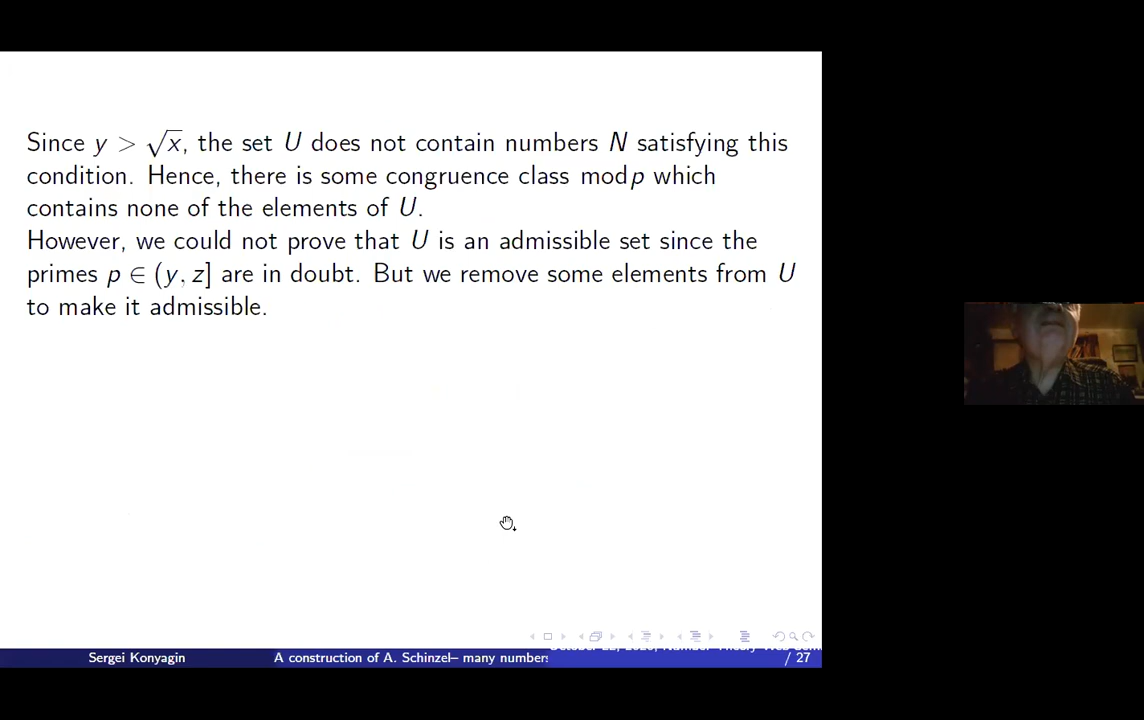 Since y > √x, the set U does not contain numbers N satisfying this
condition. Hence, there is some congruence class mod p which
contains none of the elements of U.
However, we could not prove that U is an admissible set since the
primes p ∈ (y, z] are in doubt. But we remove some elements from U
to make it admissible.
Sergei Konyagin
A construction of A. Schinzel– many numbers
/ 27